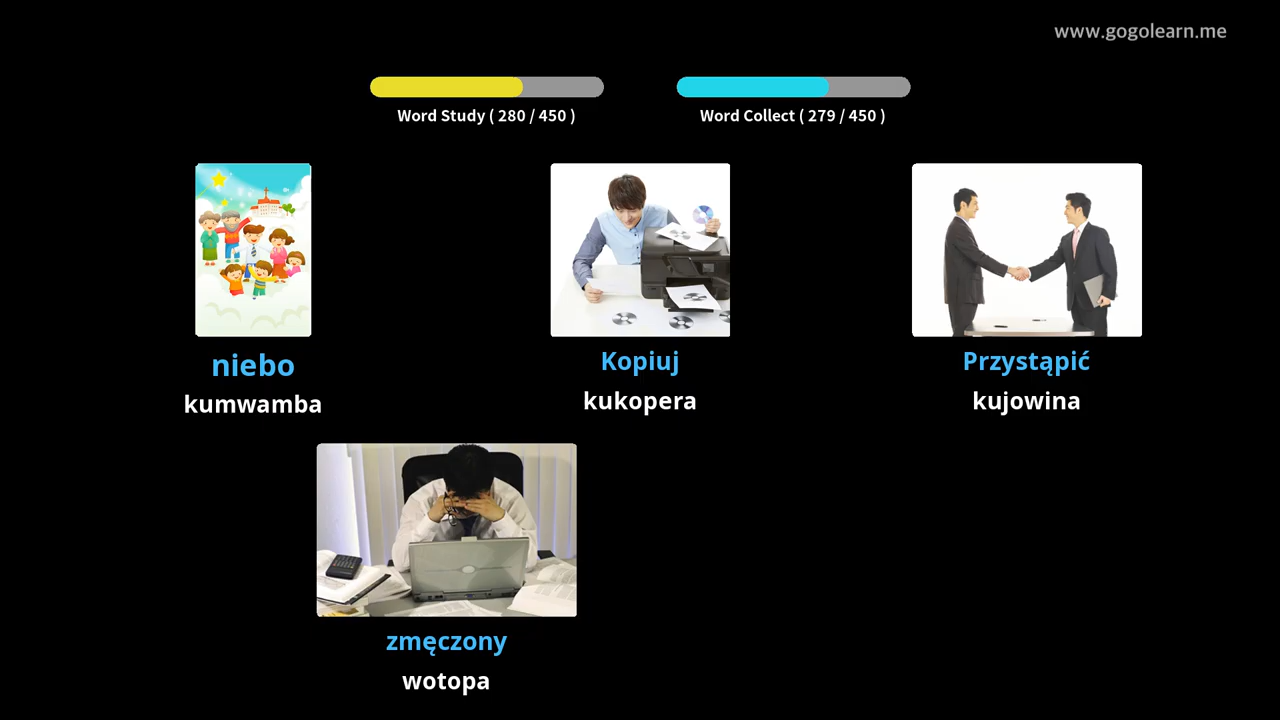 www.gogolearn.me
Word Study ( 280 / 450 )
Word Collect ( 279 / 450 )
niebo
kumwamba
Kopiuj
kukopera
Przystąpić
kujowina
zmęczony
wotopa